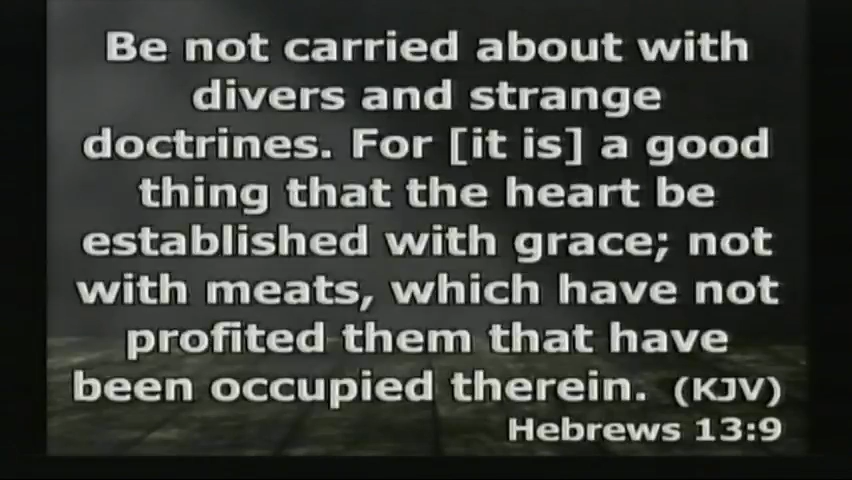 Be not carried about with
divers and strange
doctrines. For [it is] a good
thing that the heart be
established with grace; not
with meats, which have not
profited them that have
been occupied therein. (KJV)
Hebrews 13:9